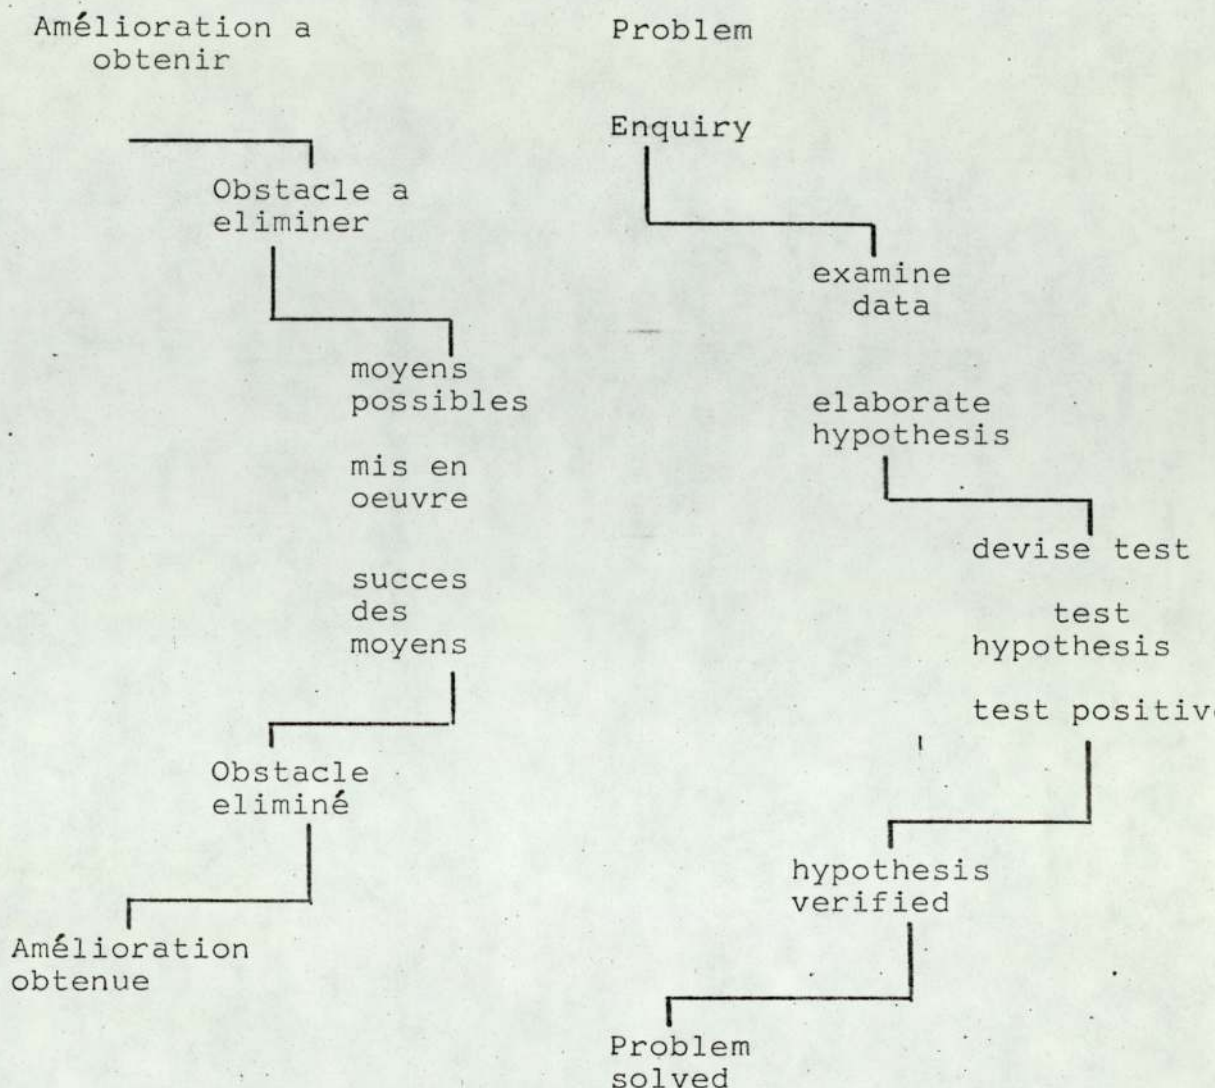 Amélioration a
obtenir
Obstacle a
eliminer
moyens
possibles
mis en
oeuvre
succes
des
moyens
Obstacle
eliminé
Amélioration
obtenue
Problem
Enquiry
examine
data
elaborate
hypothesis
devise test
test
hypothesis
test positive
hypothesis
verified
Problem
solved